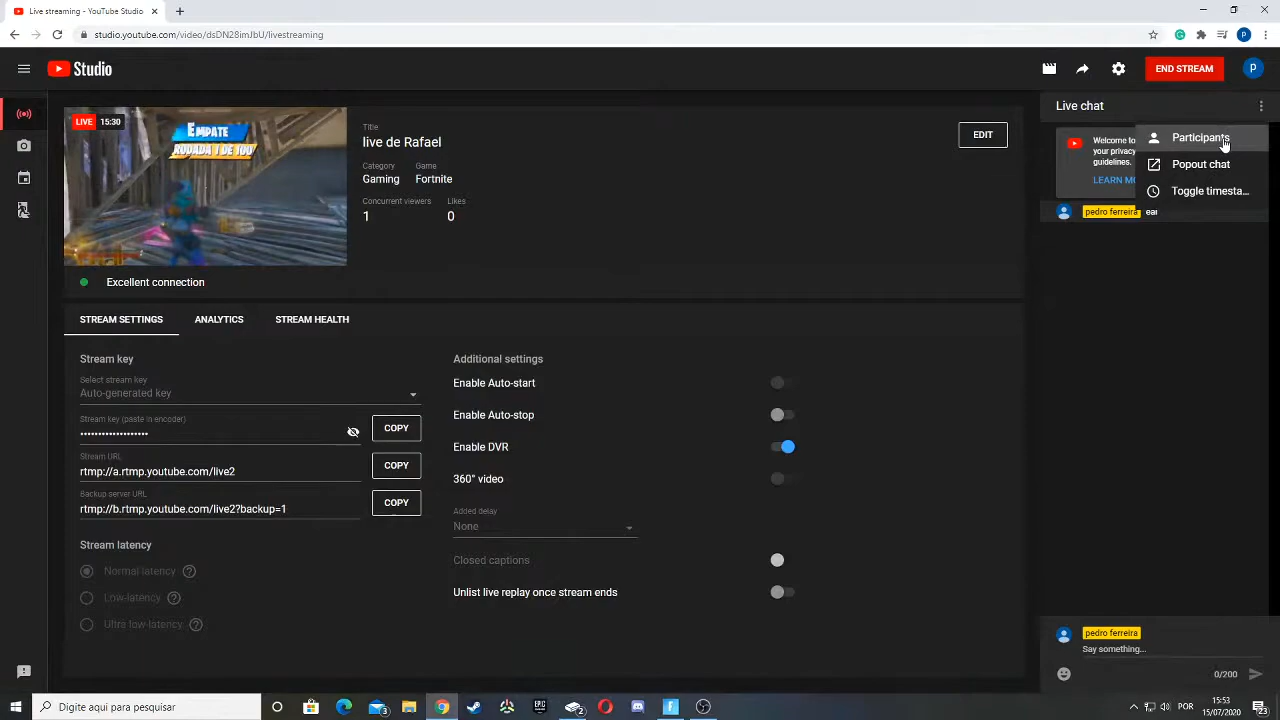 Live streaming - YouTube Studio
studio.youtube.com/video/dsDN28imJbU/livestreaming
P
Studio
END STREAM
P
LIVE 15:30
EMPATE
RODADA 1 DE 100
Title
live de Rafael
EDIT
Category Game
Gaming Fortnite
Concurrent viewers Likes
1 0
Excellent connection
Live chat
Welcome to
your privacy
guidelines.
LEARN MO
Participants
Popout chat
Toggle timesta...
pedro ferreira
STREAM SETTINGS ANALYTICS STREAM HEALTH
Stream key
Select stream key
Auto-generated key
Stream key (paste in encoder)
•••••••••••••••••••
COPY
Stream URL
rtmp://a.rtmp.youtube.com/live2
COPY
Backup server URL
rtmp://b.rtmp.youtube.com/live2?backup=1
COPY
Stream latency
Normal latency
Low-latency
Ultra low-latency
Additional settings
Enable Auto-start
Enable Auto-stop
Enable DVR
360° video
Added delay
None
Closed captions
Unlist live replay once stream ends
pedro ferreira
Say something...
0/200
Digite aqui para pesquisar
3
2
POR
15:53
15/07/2020
23